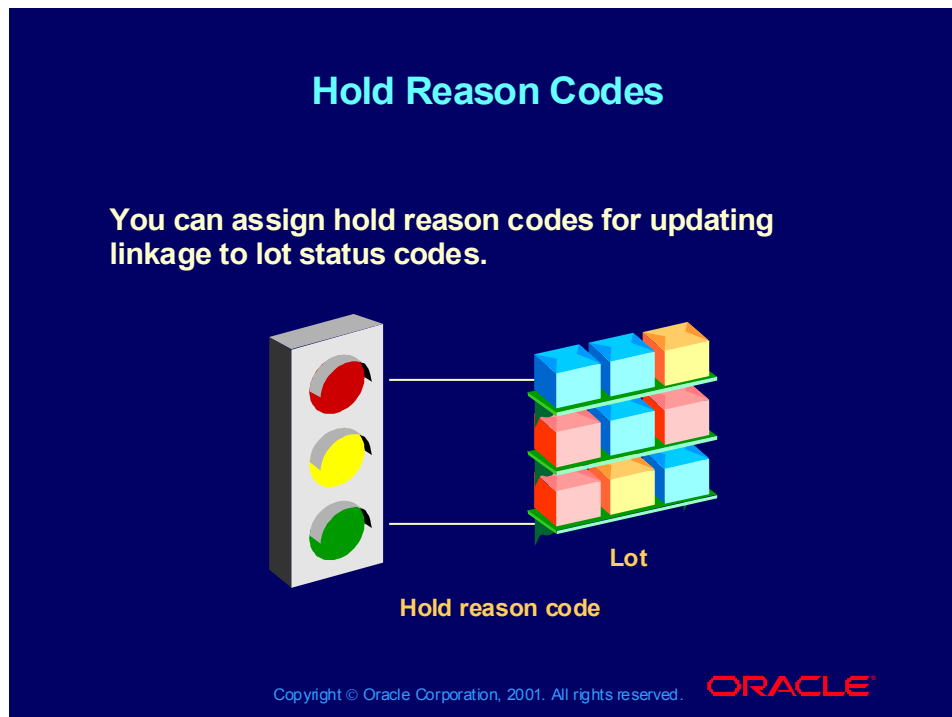 Hold Reason Codes
You can assign hold reason codes for updating
linkage to lot status codes.
Lot
Hold reason code
Copyright © Oracle Corporation, 2001. All rights reserved.
ORACLE®